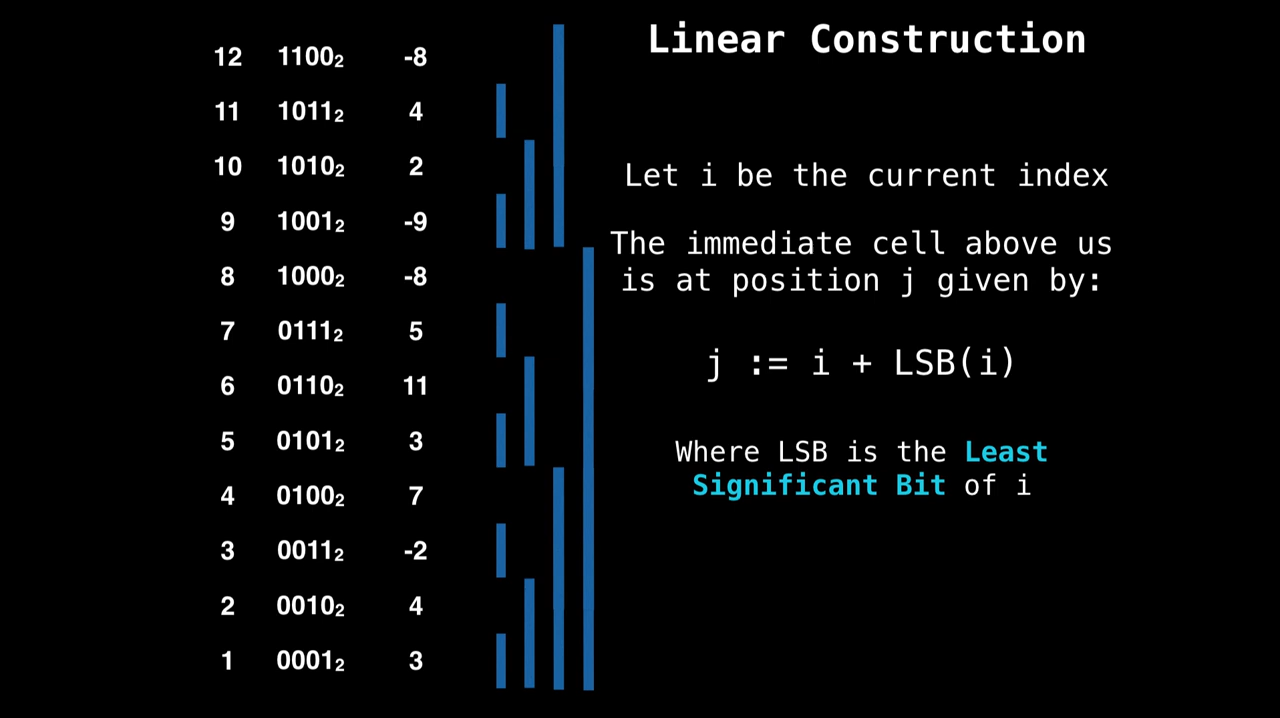 Linear Construction
12 1100₂ -8
11 1011₂ 4
10 1010₂ 2
9 1001₂ -9
8 1000₂ -8
7 0111₂ 5
6 0110₂ 11
5 0101₂ 3
4 0100₂ 7
3 0011₂ -2
2 0010₂ 4
1 0001₂ 3
Let i be the current index
The immediate cell above us
is at position j given by:
j := i + LSB(i)
Where LSB is the Least
Significant Bit of i